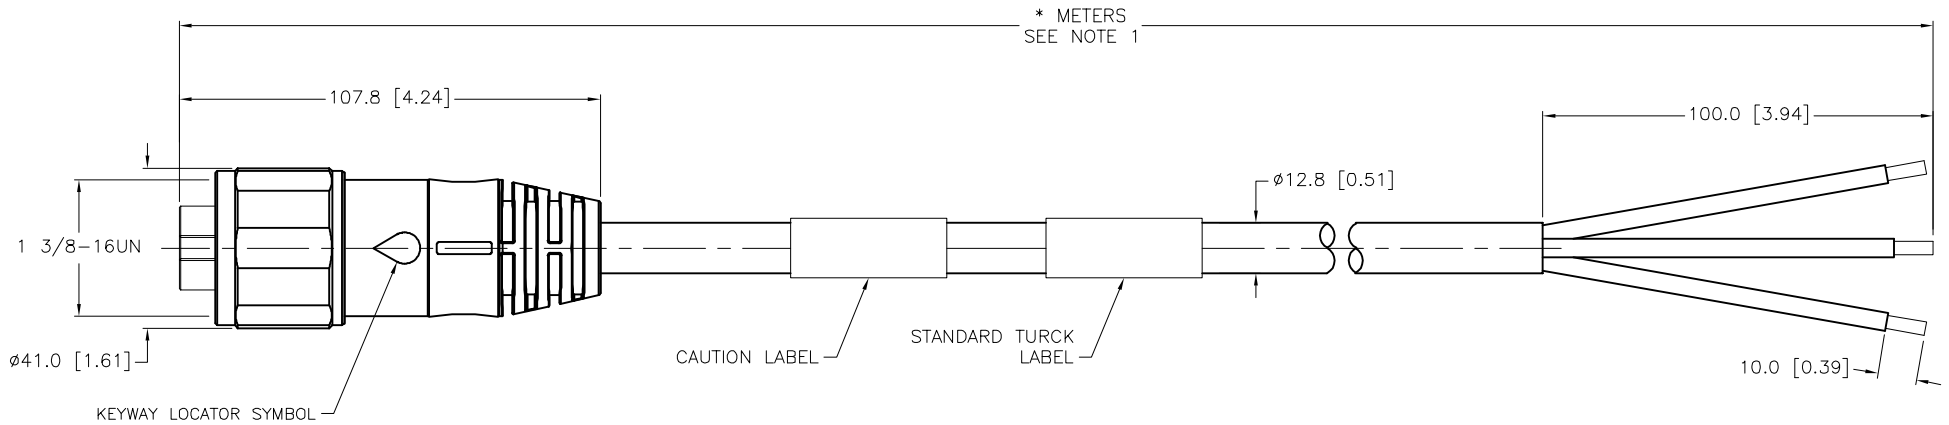 * METERS
SEE NOTE 1
107.8 [4.24]
100.0 [3.94]
ø12.8 [0.51]
1 3/8-16UN
STANDARD TURCK
LABEL
CAUTION LABEL
ø41.0 [1.61]
10.0 [0.39]
KEYWAY LOCATOR SYMBOL